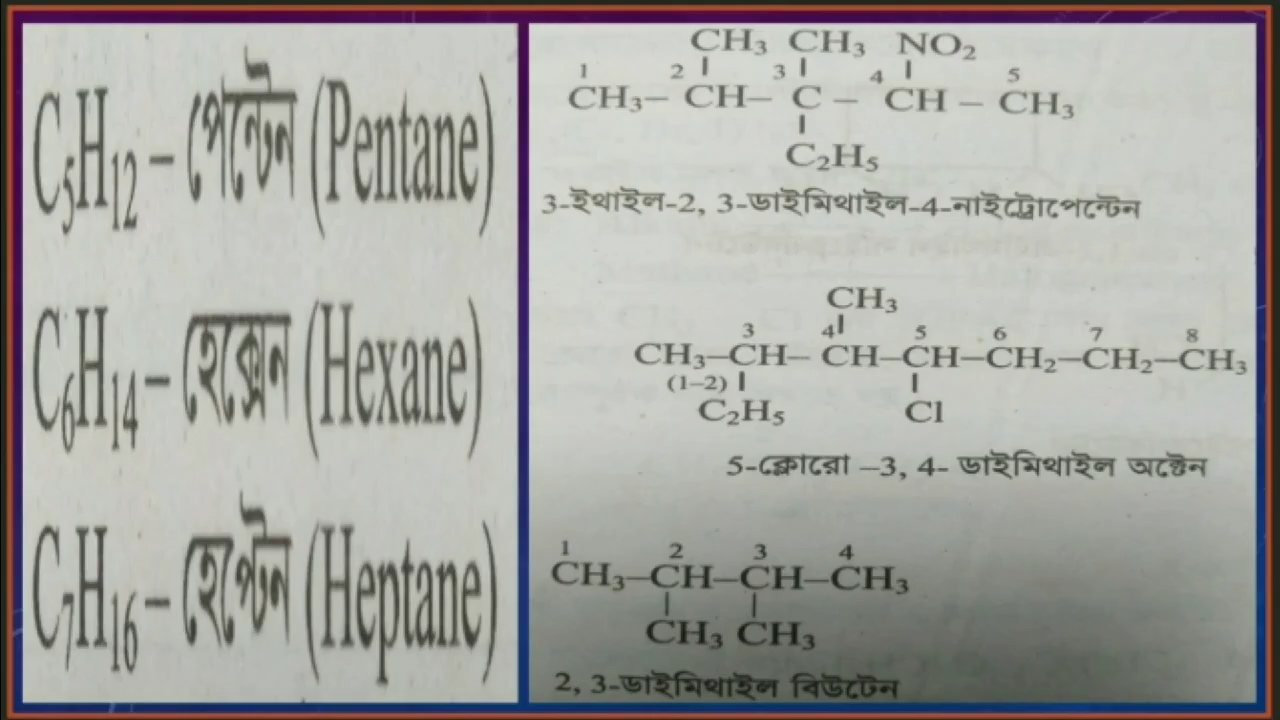 C₅H₁₂ – পেন্টেন (Pentane)
C₆H₁₄ – হেক্সেন (Hexane)
C₇H₁₆ – হেপ্টেন (Heptane)
CH₃ CH₃ NO₂
1 2 3 4 5
CH₃– CH– C – CH – CH₃
C₂H₅
3-ইথাইল-2, 3-ডাইমিথাইল-4-নাইট্রোপেন্টেন
CH₃
3 4 5 6 7 8
CH₃–CH– CH–CH–CH₂–CH₂–CH₃
(1–2)
C₂H₅ Cl
5-ক্লোরো –3, 4- ডাইমিথাইল অক্টেন
1 2 3 4
CH₃–CH–CH–CH₃
CH₃ CH₃
2, 3-ডাইমিথাইল বিউটেন